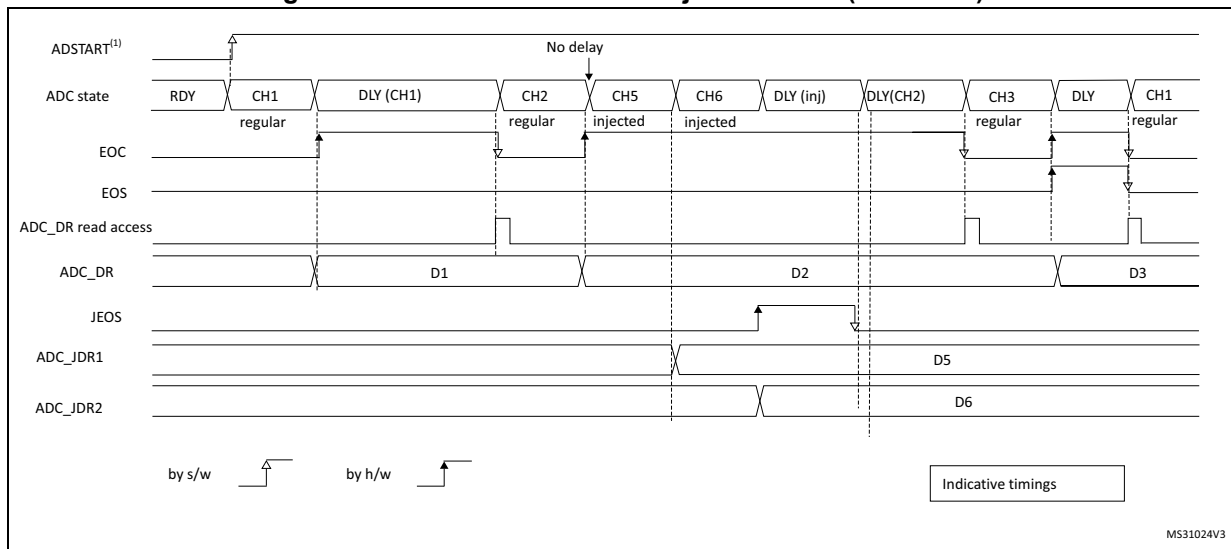 ADSTART(1)
No delay
ADC state RDY CH1 DLY (CH1) CH2 CH5 CH6 DLY (inj) DLY(CH2) CH3 DLY CH1
regular regular injected injected regular regular
EOC
EOS
ADC_DR read access
ADC_DR D1 D2 D3
JEOS
ADC_JDR1 D5
ADC_JDR2 D6
by s/w by h/w Indicative timings
MS31024V3